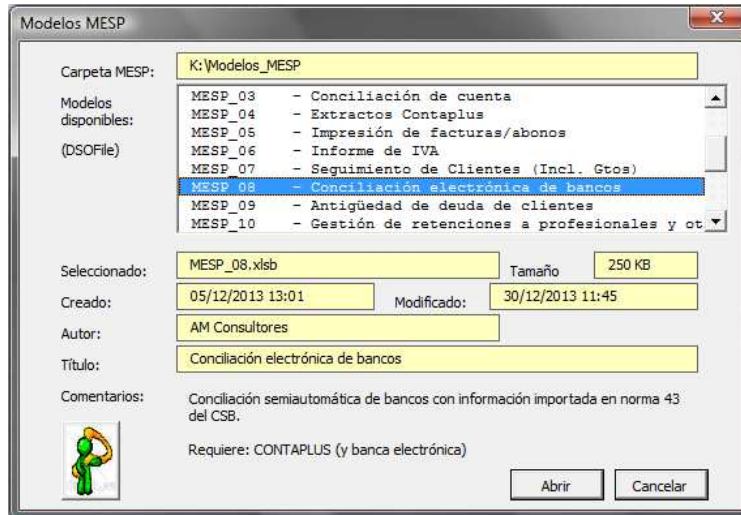 Modelos MESP
Carpeta MESP: K:\Modelos_MESP
Modelos disponibles:
(DSOFile)
MESP_03 - Conciliación de cuenta
MESP_04 - Extractos Contaplus
MESP_05 - Impresión de facturas/abonos
MESP_06 - Informe de IVA
MESP_07 - Seguimiento de Clientes (Incl. Gtos)
MESP_08 - Conciliación electrónica de bancos
MESP_09 - Antigüedad de deuda de clientes
MESP_10 - Gestión de retenciones a profesionales y ot
Seleccionado: MESP_08.xlsb Tamaño 250 KB
Creado: 05/12/2013 13:01 Modificado: 30/12/2013 11:45
Autor: AM Consultores
Título: Conciliación electrónica de bancos
Comentarios: Conciliación semiautomática de bancos con información importada en norma 43
del CSB.
Requiere: CONTAPLUS (y banca electrónica)
Abrir Cancelar